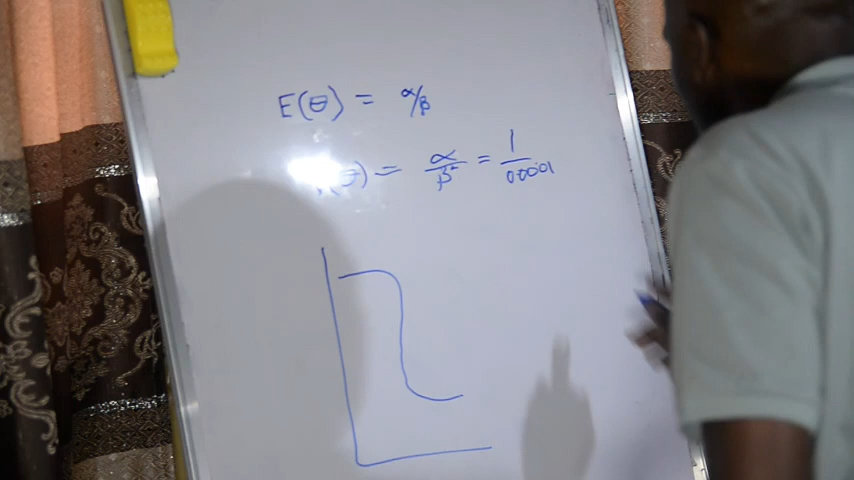 E(θ) = α/β
(θ) = α/β² = 1/0.0001